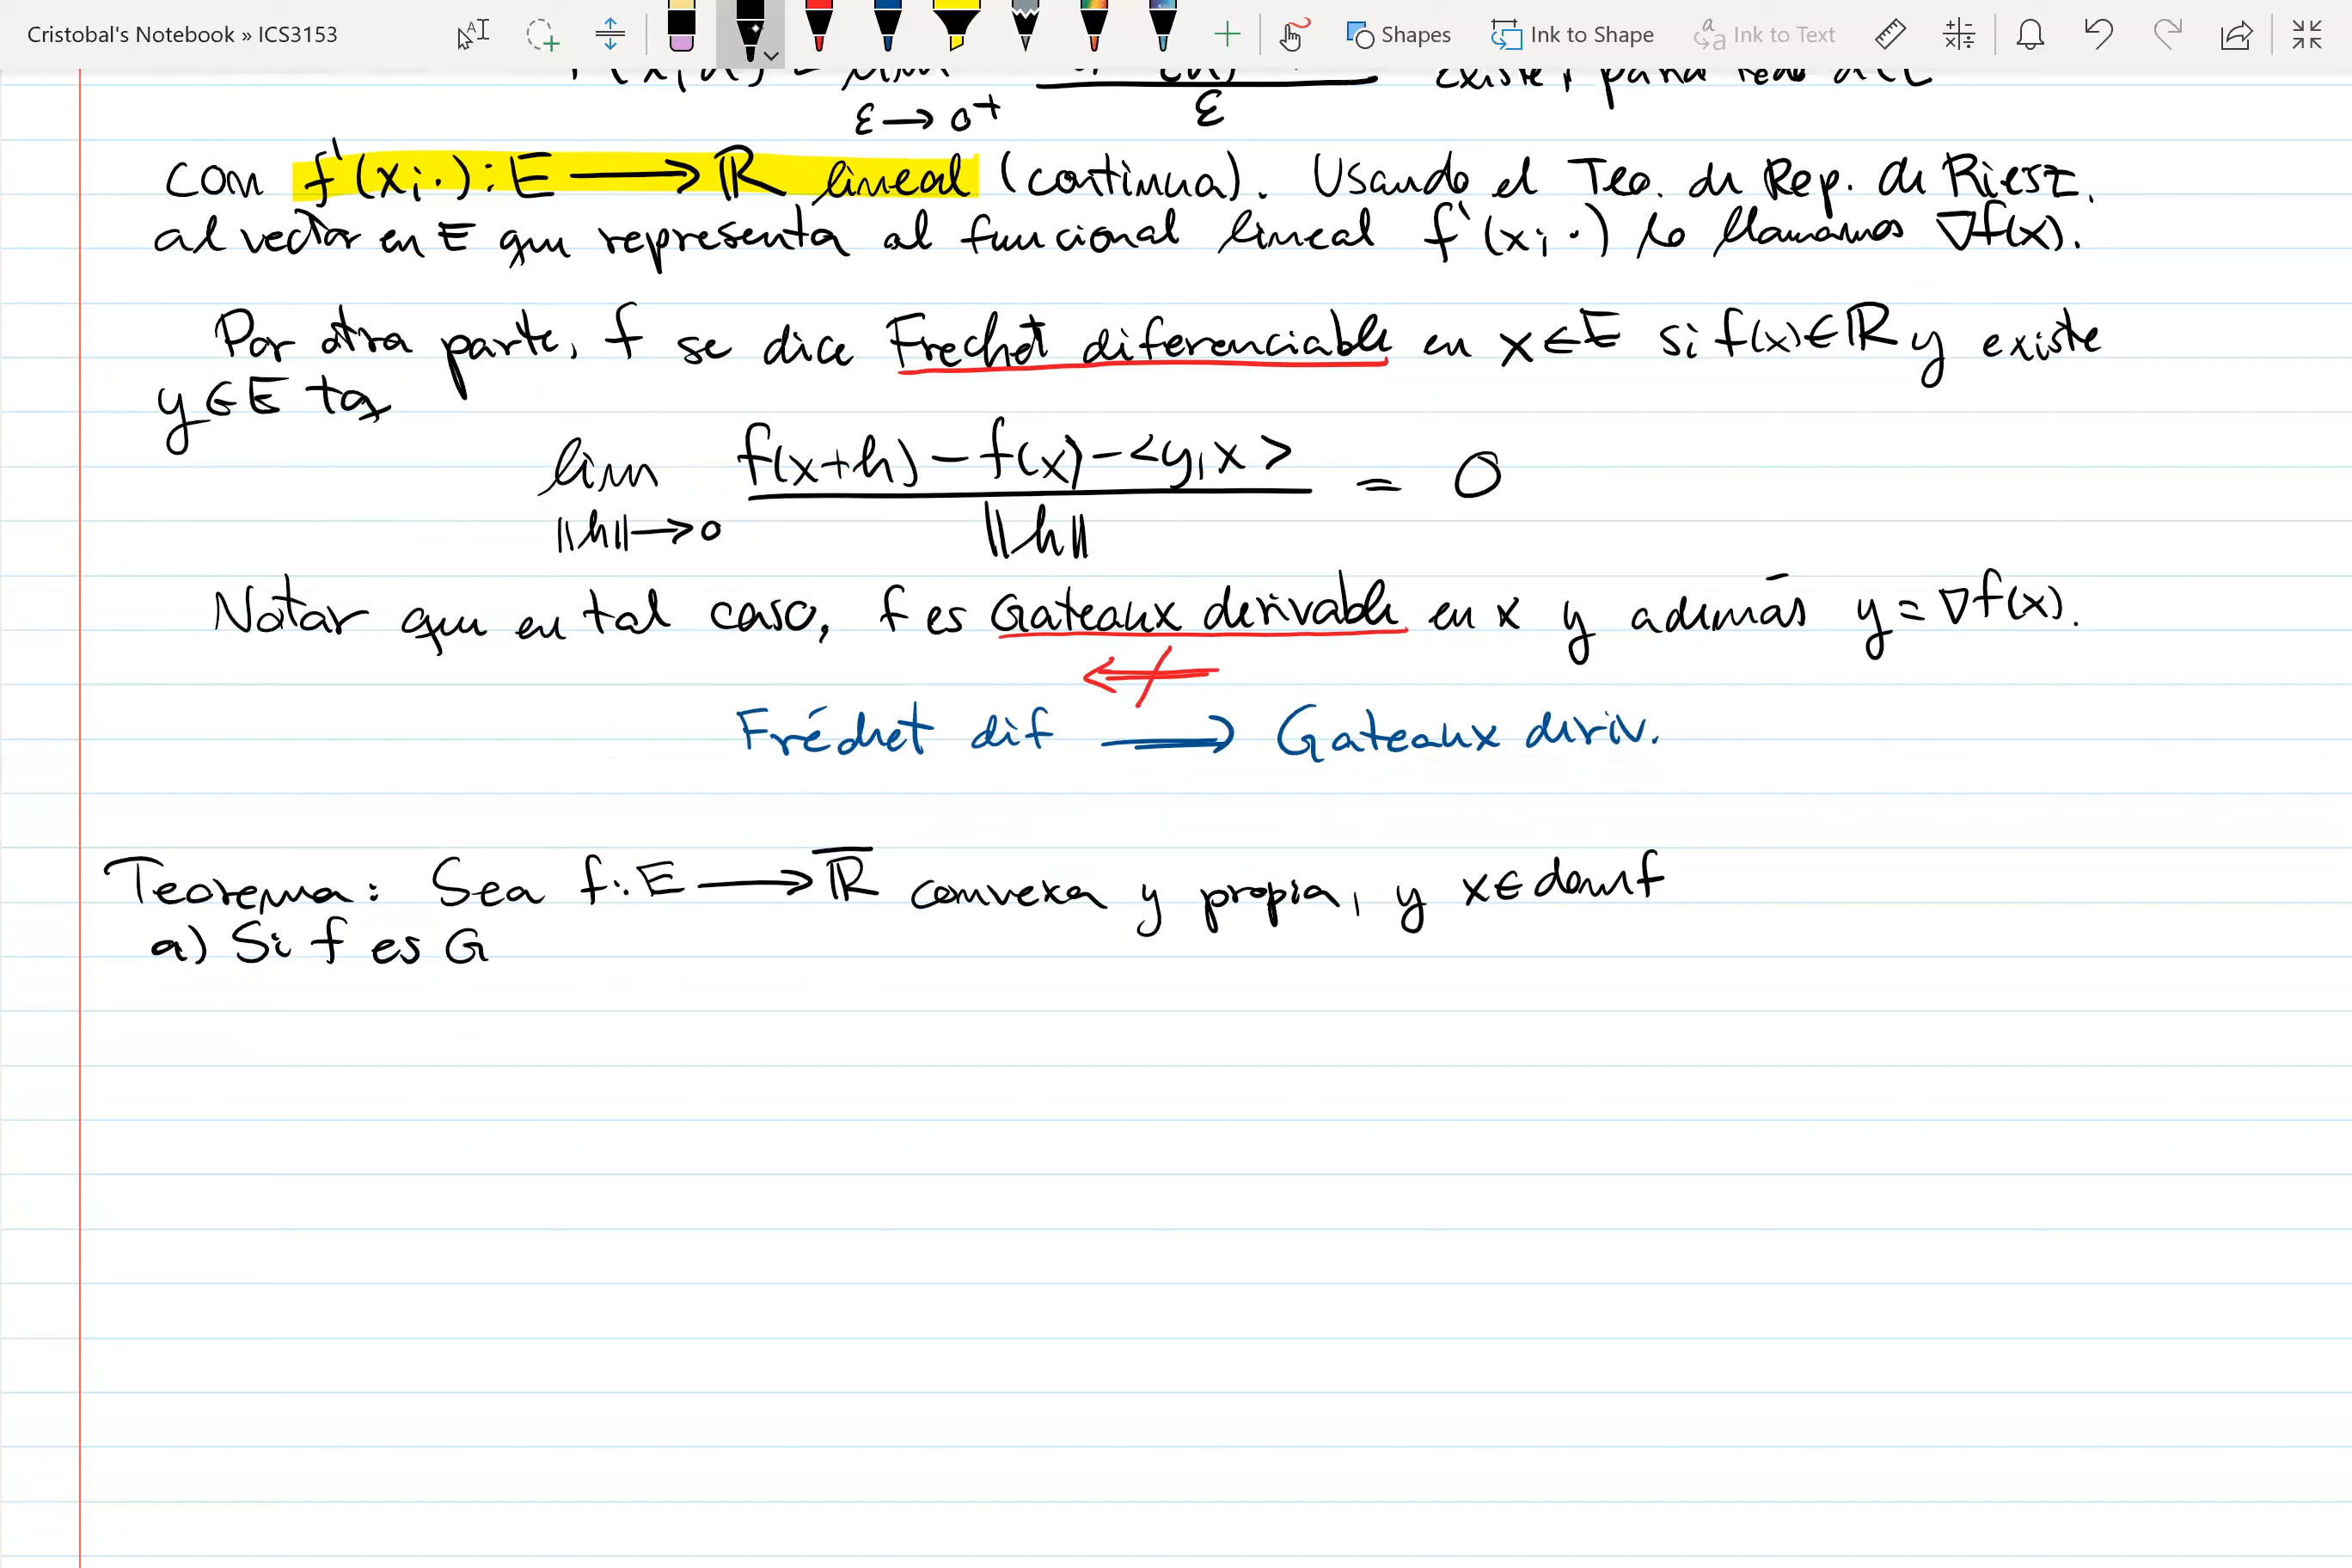 Cristobal's Notebook » ICS3153 Shapes Ink to Shape Ink to Text
ε → 0⁺ ε
con f'(x;·): E → ℝ lineal (continua). Usando el Teo. de Rep. de Riesz.
al vector en E que representa al funcional lineal f'(x;·) lo llamamos ∇f(x).
Por otra parte, f se dice Frechet diferenciable en x∈E si f(x)∈ℝ y existe
y∈E tq
lim f(x+h) - f(x) - <y,x> = 0
||h||→0 ||h||
Notar que en tal caso, f es Gateaux derivable en x y además y = ∇f(x).
Fréchet dif → Gateaux deriv.
Teorema: Sea f: E → ℝ̅ convexa y propia, y x∈domf
a) Si f es G